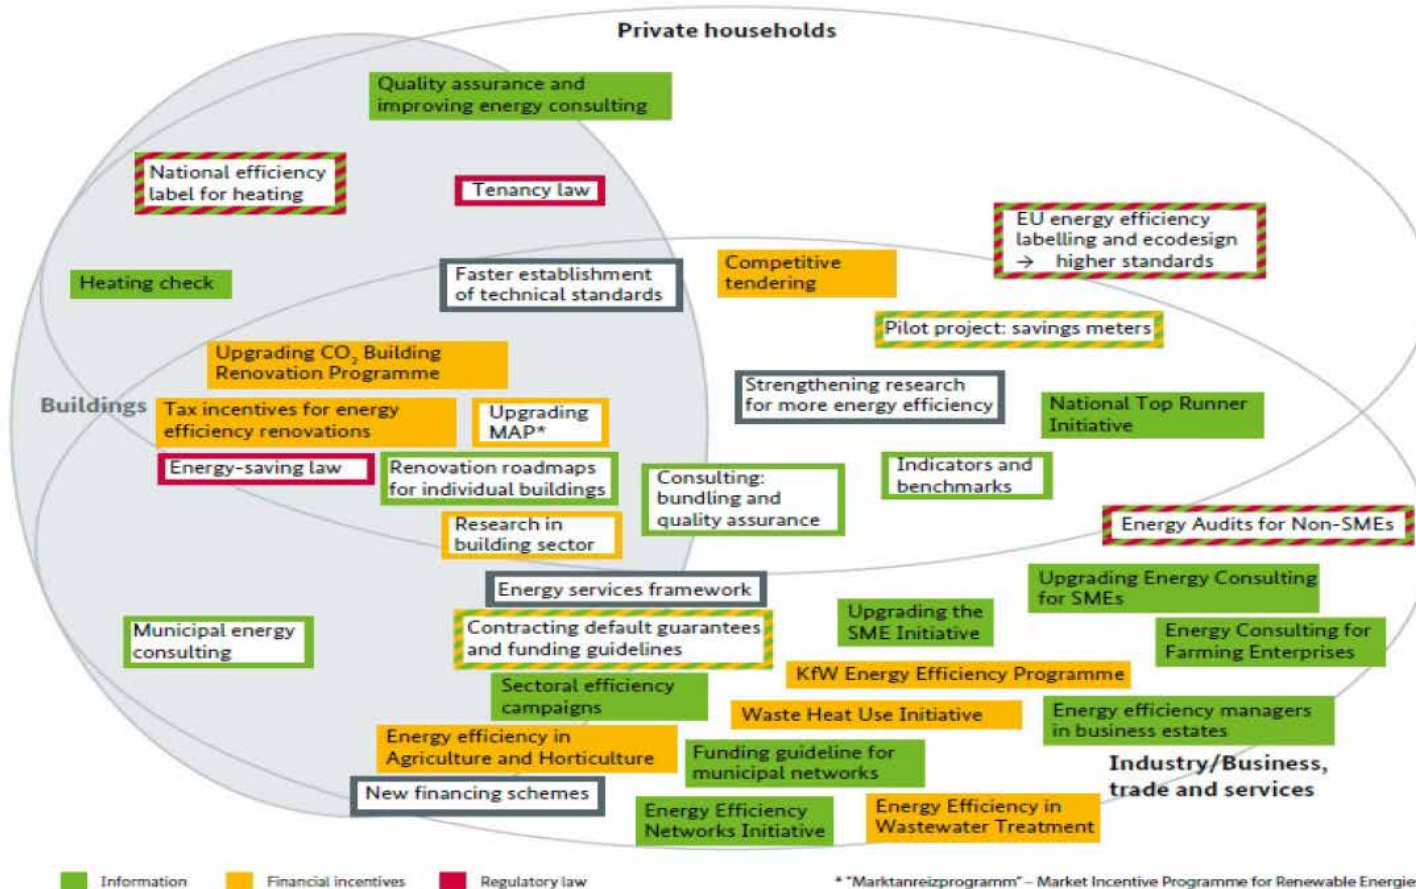 Private households
Quality assurance and
improving energy consulting
National efficiency
label for heating
Tenancy law
EU energy efficiency
labelling and ecodesign
→ higher standards
Heating check
Faster establishment
of technical standards
Competitive
tendering
Pilot project: savings meters
Upgrading CO₂ Building
Renovation Programme
Strengthening research
for more energy efficiency
National Top Runner
Initiative
Buildings
Tax incentives for energy
efficiency renovations
Upgrading
MAP*
Energy-saving law
Renovation roadmaps
for individual buildings
Consulting:
bundling and
quality assurance
Indicators and
benchmarks
Research in
building sector
Energy Audits for Non-SMEs
Energy services framework
Upgrading Energy Consulting
for SMEs
Municipal energy
consulting
Contracting default guarantees
and funding guidelines
Upgrading the
SME Initiative
Energy Consulting for
Farming Enterprises
KfW Energy Efficiency Programme
Sectoral efficiency
campaigns
Waste Heat Use Initiative
Energy efficiency managers
in business estates
Energy efficiency in
Agriculture and Horticulture
Funding guideline for
municipal networks
Industry/Business,
trade and services
New financing schemes
Energy Efficiency
Networks Initiative
Energy Efficiency in
Wastewater Treatment
Information
Financial incentives
Regulatory law
* "Marktanreizprogramm" – Market Incentive Programme for Renewable Energie